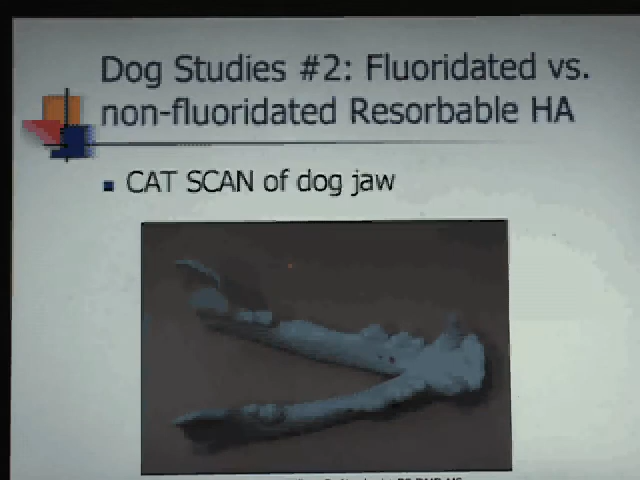 Dog Studies #2: Fluoridated vs.
non-fluoridated Resorbable HA
CAT SCAN of dog jaw